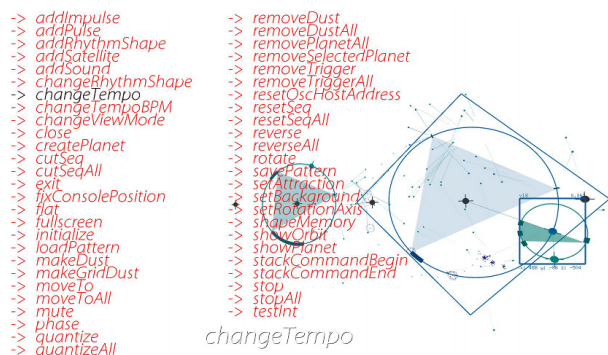 -> addImpulse
-> addPulse
-> addRhythmShape
-> addSatellite
-> addSound
-> changeRhythmShape
-> changeTempo
-> changeTempoBPM
-> changeViewMode
-> close
-> createPlanet
-> cutSeq
-> cutSeqAll
-> exit
-> fixConsolePosition
-> flat
-> fullscreen
-> initialize
-> loadPattern
-> makeDust
-> makeGridDust
-> moveTo
-> moveToAll
-> mute
-> phase
-> quantize
-> quantizeAll
-> removeDust
-> removeDustAll
-> removePlanetAll
-> removeSelectedPlanet
-> removeTrigger
-> removeTriggerAll
-> resetOscHostAddress
-> resetSeq
-> resetSeqAll
-> reverse
-> reverseAll
-> rotate
-> savePattern
-> setAttraction
-> setBackground
-> setRotationAxis
-> shapeMemory
-> showOrbit
-> showPlanet
-> stackCommandBegin
-> stackCommandEnd
-> stop
-> stopAll
-> testInt
changeTempo